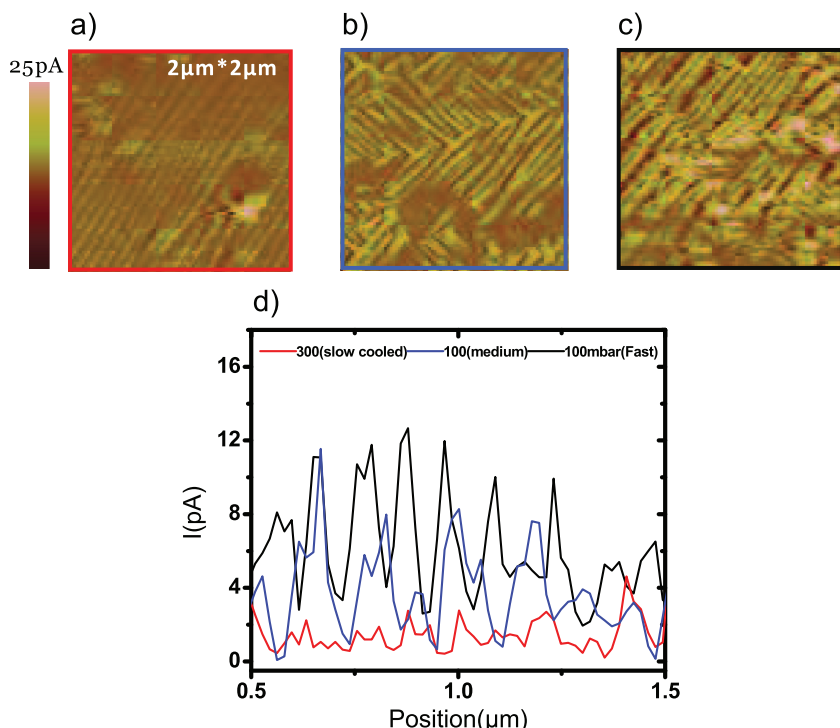 a)
b)
c)
25pA
2µm*2µm
d)
300(slow cooled) 100(medium) 100mbar(Fast)
16
12
8
4
0
I(pA)
0.5 1.0 1.5
Position(µm)